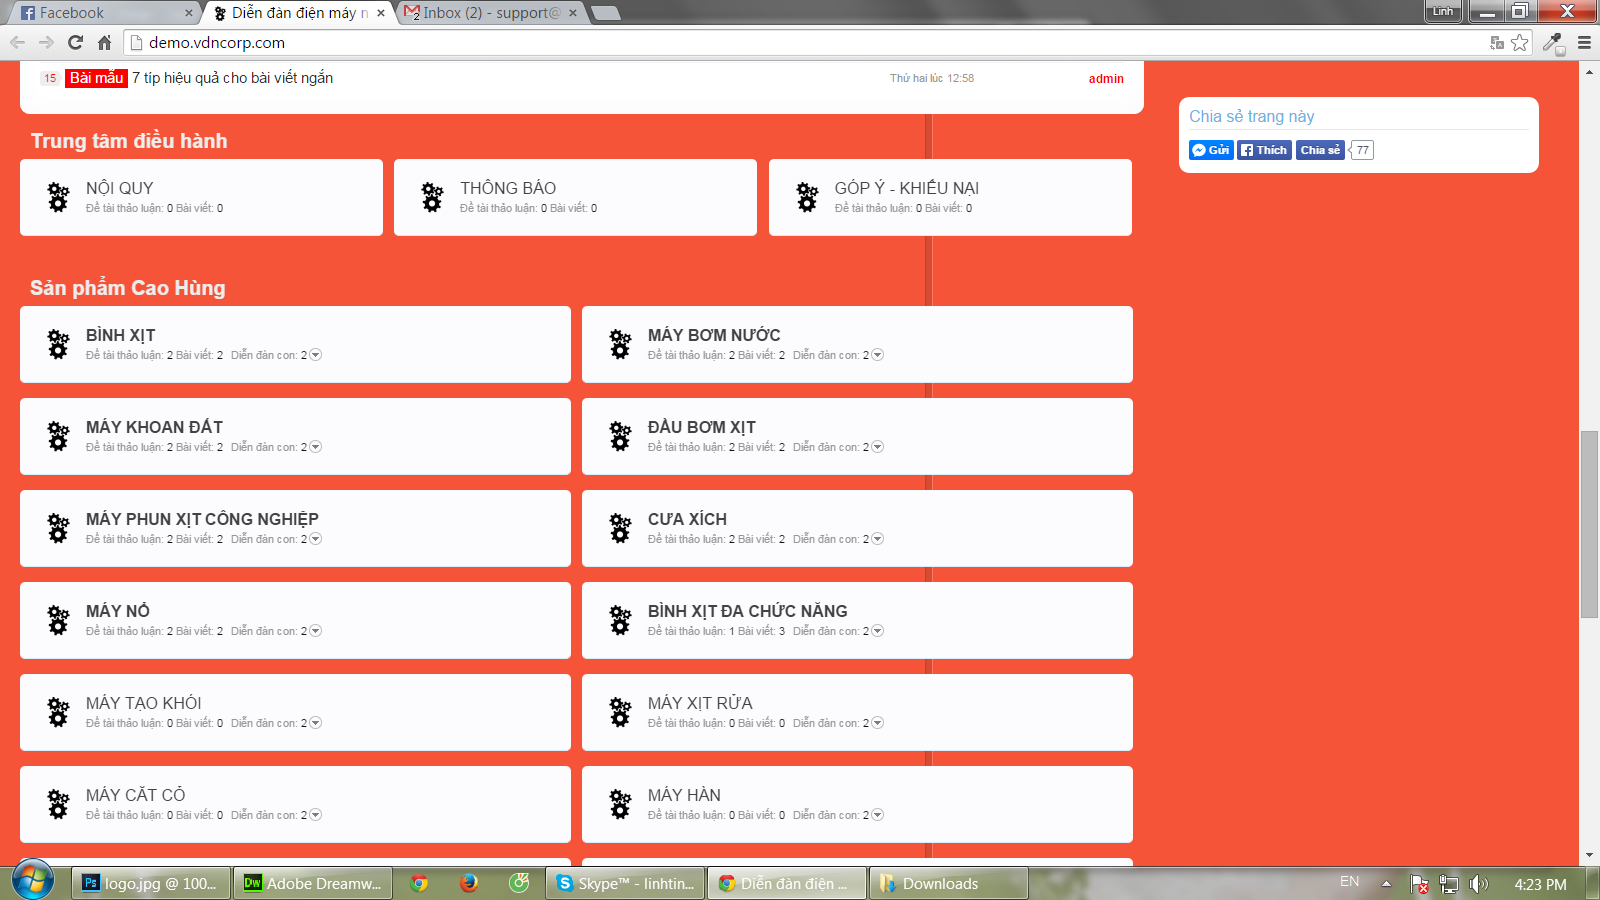 Facebook
Diễn đàn điện máy n
Inbox (2) - support@
Linh
demo.vdncorp.com
15 Bài mẫu 7 típ hiệu quả cho bài viết ngắn Thứ hai lúc 12:58 admin
Chia sẻ trang này
Gửi Thích Chia sẻ 77
Trung tâm điều hành
NỘI QUY
Đề tài thảo luận: 0 Bài viết: 0
THÔNG BÁO
Đề tài thảo luận: 0 Bài viết: 0
GÓP Ý - KHIẾU NẠI
Đề tài thảo luận: 0 Bài viết: 0
Sản phẩm Cao Hùng
BÌNH XỊT
Đề tài thảo luận: 2 Bài viết: 2 Diễn đàn con: 2
MÁY BƠM NƯỚC
Đề tài thảo luận: 2 Bài viết: 2 Diễn đàn con: 2
MÁY KHOAN ĐẤT
Đề tài thảo luận: 2 Bài viết: 2 Diễn đàn con: 2
ĐẦU BƠM XỊT
Đề tài thảo luận: 2 Bài viết: 2 Diễn đàn con: 2
MÁY PHUN XỊT CÔNG NGHIỆP
Đề tài thảo luận: 2 Bài viết: 2 Diễn đàn con: 2
CƯA XÍCH
Đề tài thảo luận: 2 Bài viết: 2 Diễn đàn con: 2
MÁY NỔ
Đề tài thảo luận: 2 Bài viết: 2 Diễn đàn con: 2
BÌNH XỊT ĐA CHỨC NĂNG
Đề tài thảo luận: 1 Bài viết: 3 Diễn đàn con: 2
MÁY TẠO KHÓI
Đề tài thảo luận: 0 Bài viết: 0 Diễn đàn con: 2
MÁY XỊT RỬA
Đề tài thảo luận: 0 Bài viết: 0 Diễn đàn con: 2
MÁY CẮT CỎ
Đề tài thảo luận: 0 Bài viết: 0 Diễn đàn con: 2
MÁY HÀN
Đề tài thảo luận: 0 Bài viết: 0 Diễn đàn con: 2
Ps logo.jpg @ 100...
Dw Adobe Dreamw...
Skype™ - linhtin...
Diễn đàn điện ...
Downloads
EN
4:23 PM